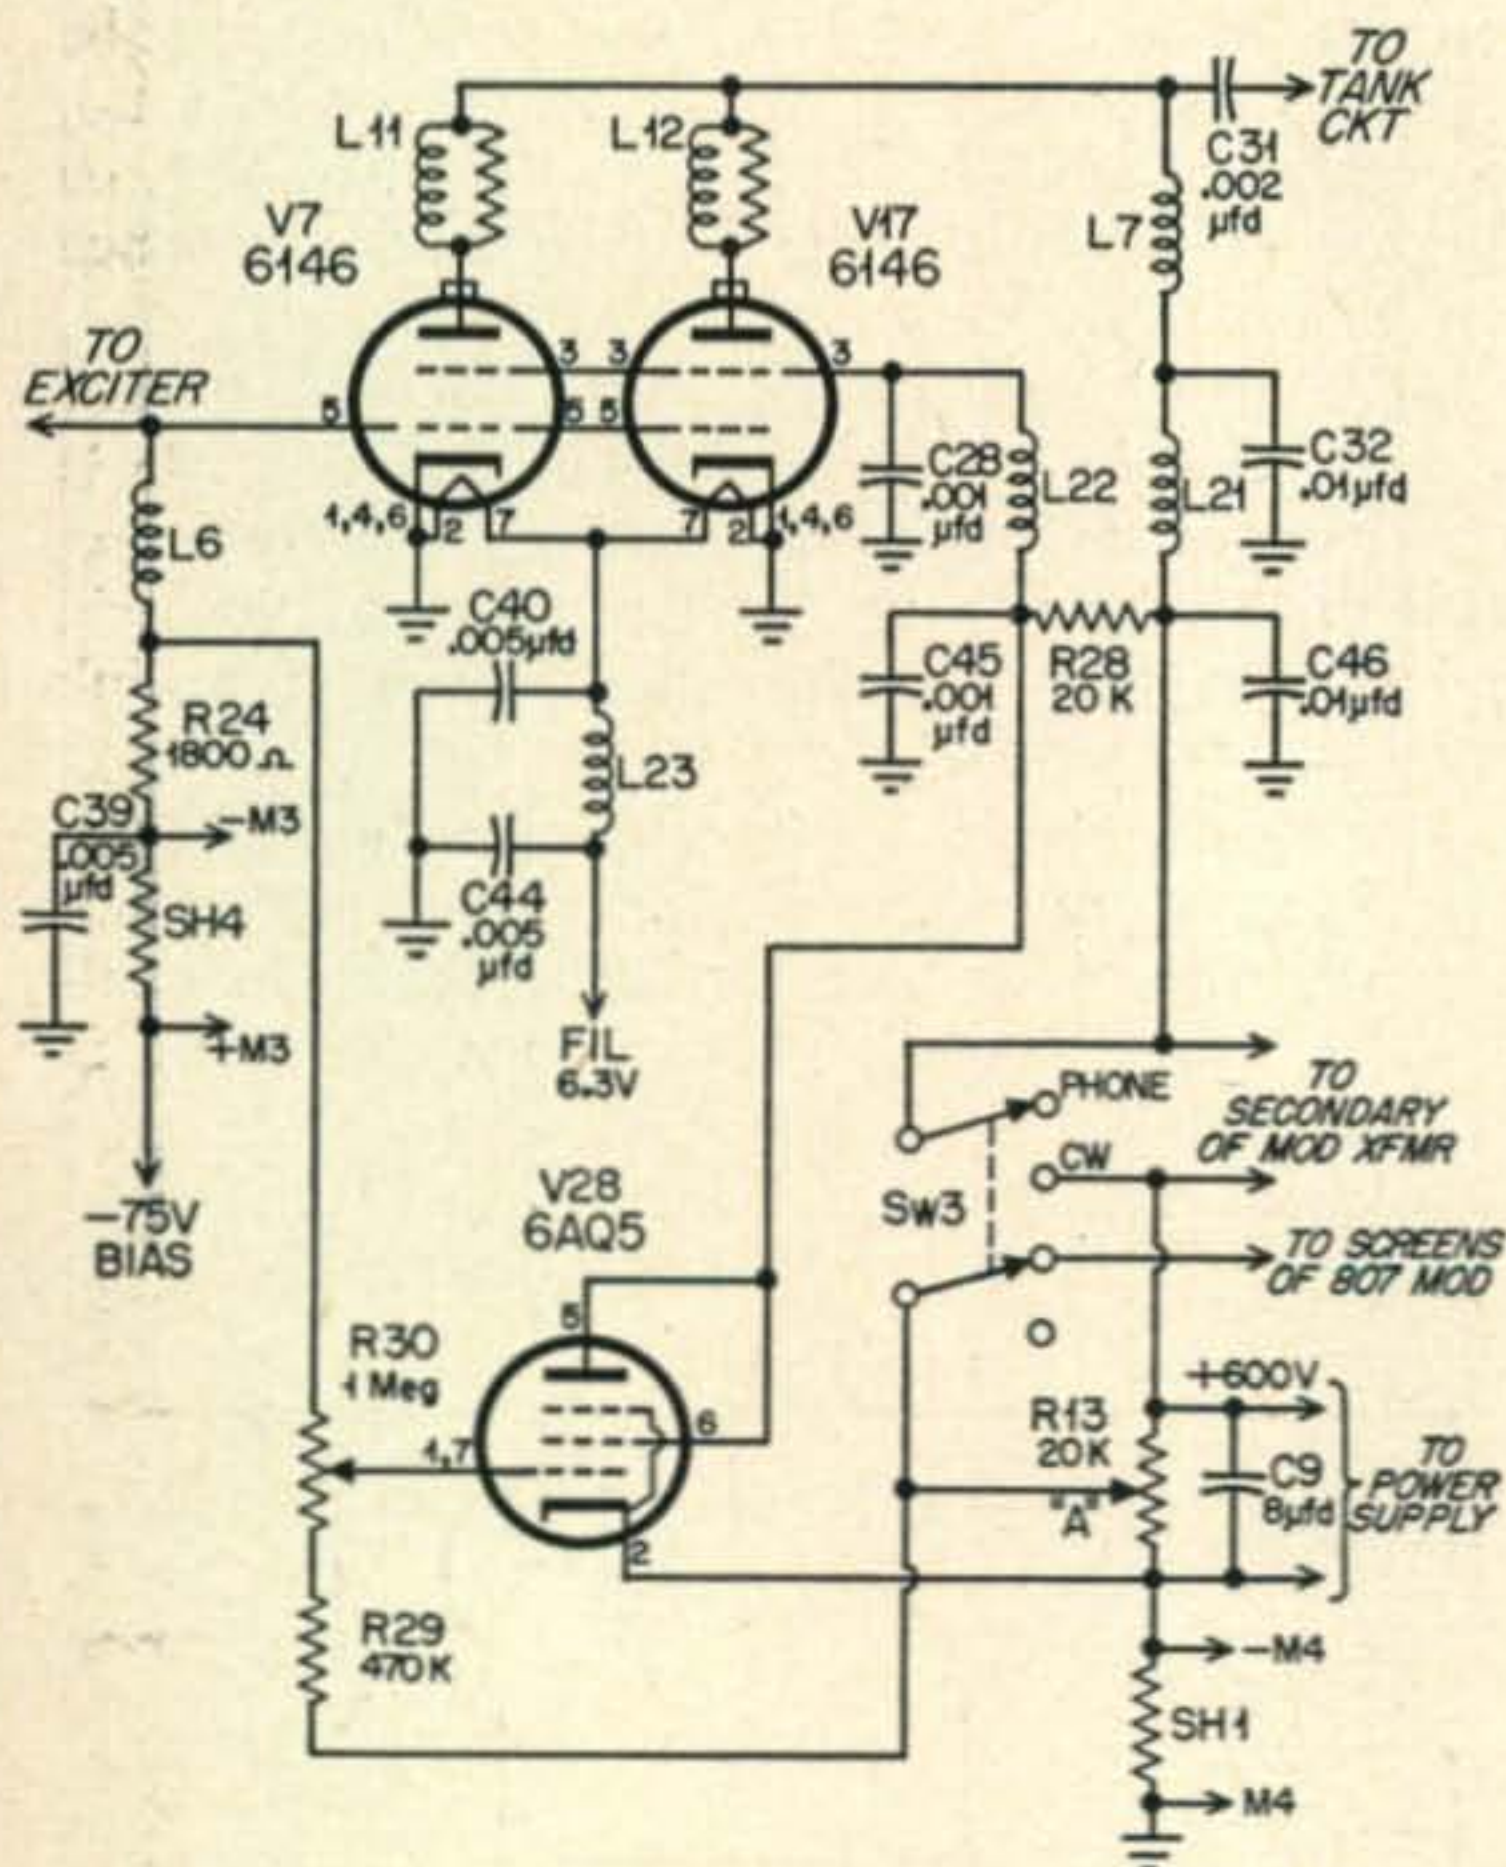 TO
TANK
CKT
L11
L12
C31
.002
µfd
V7
6146
V17
6146
L7
TO
EXCITER
3
3
3
5
5
5
C28
.001
µfd
L22
L21
C32
.01µfd
1,4,6
2
7
7
2
1,4,6
L6
C40
.005µfd
C45
.001
µfd
R28
20 K
C46
.01µfd
R24
1800 Ω
L23
C39
.005
µfd
-M3
SH4
C44
.005
µfd
+M3
FIL
6.3V
PHONE
TO
SECONDARY
OF MOD XFMR
CW
-75V
BIAS
V28
6AQ5
Sw3
TO SCREENS
OF 807 MOD
5
R30
1 Meg
+600V
R13
20K
6
1,7
"A"
C9
8µfd
TO
POWER
SUPPLY
2
R29
470K
-M4
SH1
M4